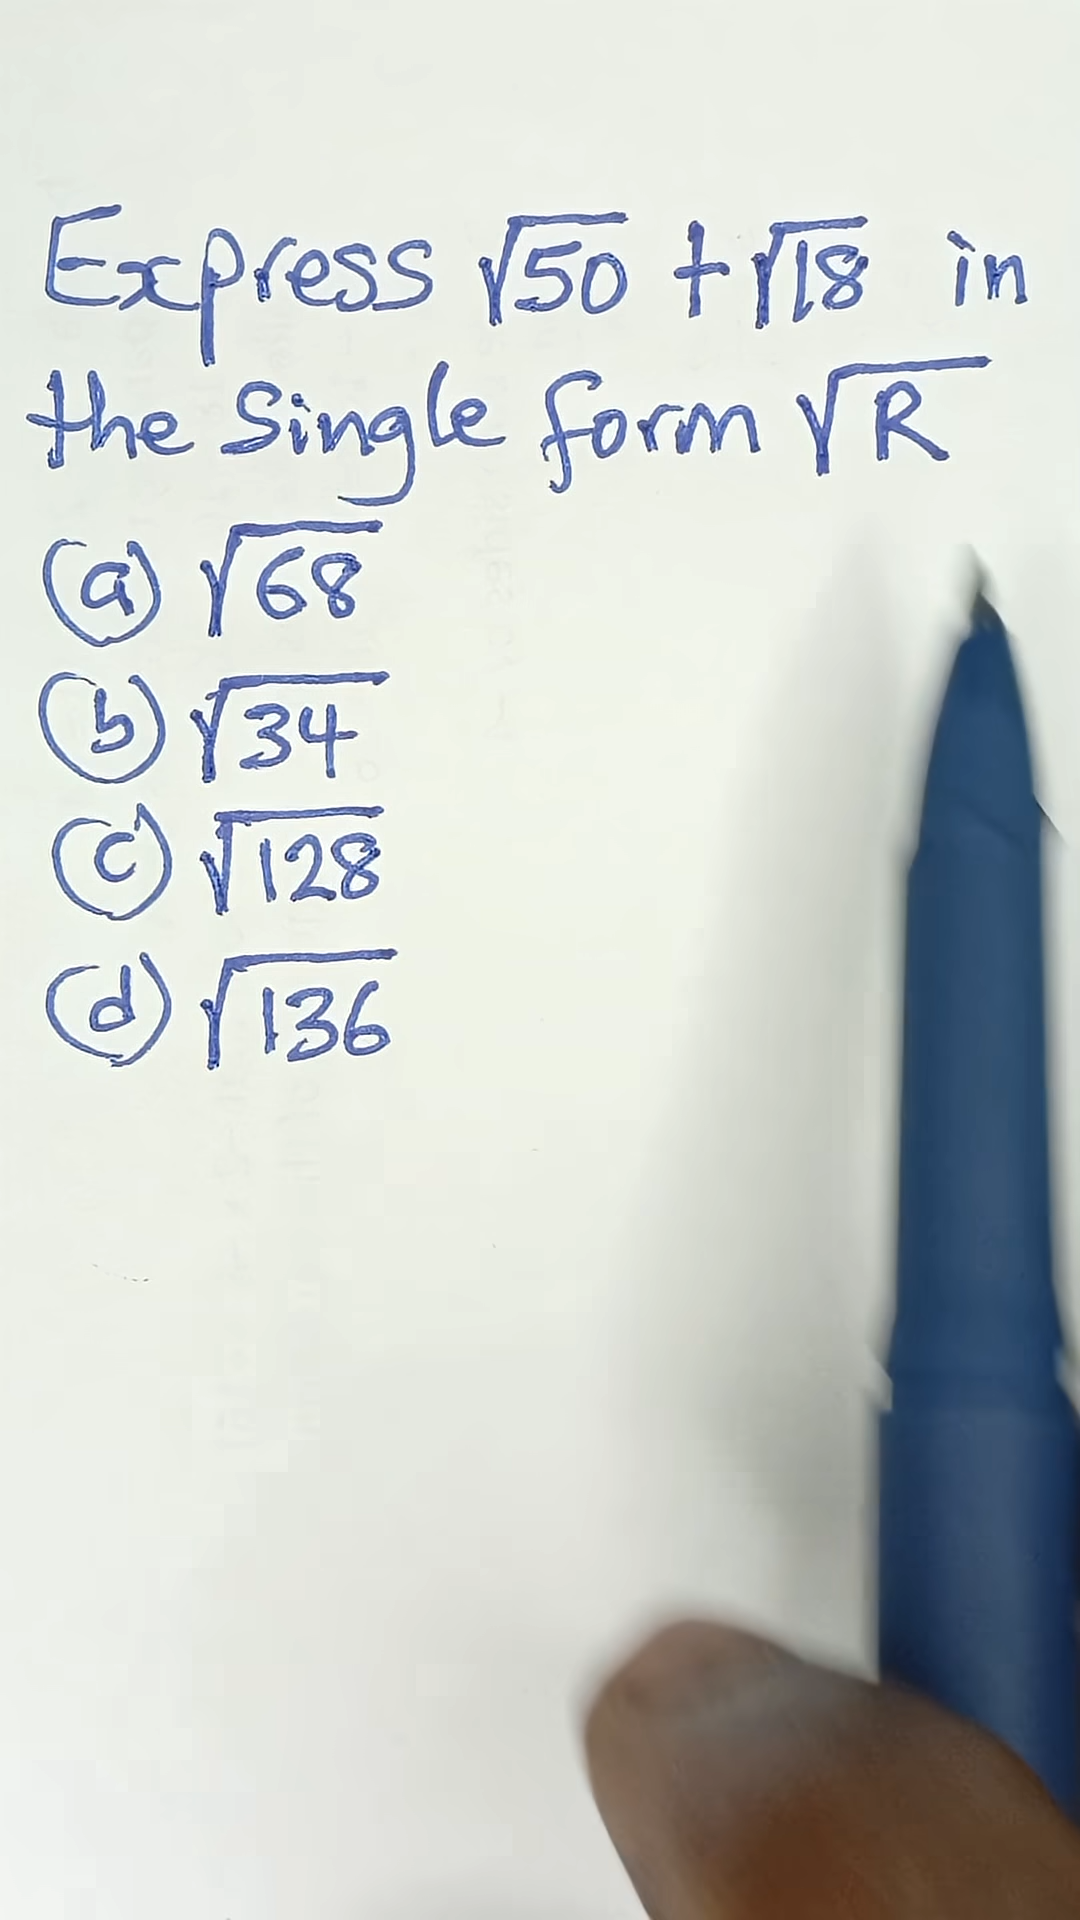 Express √50 + √18 in
the Single form √R
(a) √68
(b) √34
(c) √128
(d) √136